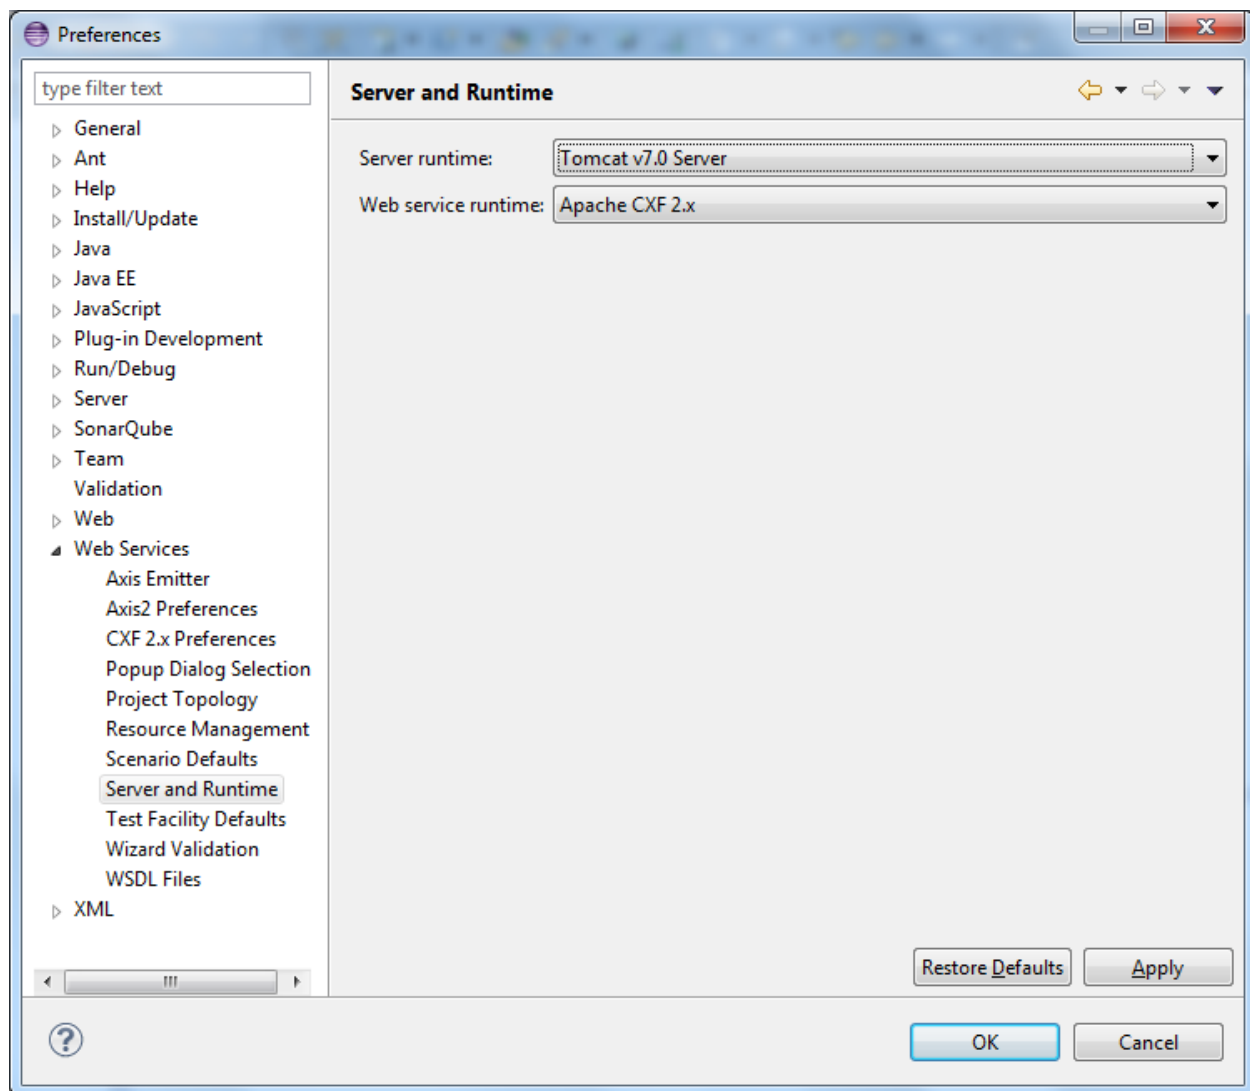 Preferences
type filter text
General
Ant
Help
Install/Update
Java
Java EE
JavaScript
Plug-in Development
Run/Debug
Server
SonarQube
Team
Validation
Web
Web Services
Axis Emitter
Axis2 Preferences
CXF 2.x Preferences
Popup Dialog Selection
Project Topology
Resource Management
Scenario Defaults
Server and Runtime
Test Facility Defaults
Wizard Validation
WSDL Files
XML
Server and Runtime
Server runtime: Tomcat v7.0 Server
Web service runtime: Apache CXF 2.x
Restore Defaults Apply
OK Cancel